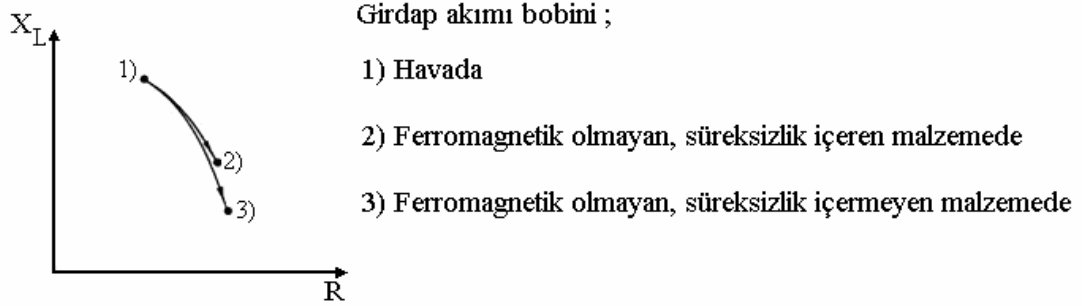 Girdap akımı bobini ;
X_L
1)
1) Havada
2) Ferromagnetik olmayan, süreksizlik içeren malzemede
2)
3)
3) Ferromagnetik olmayan, süreksizlik içermeyen malzemede
R